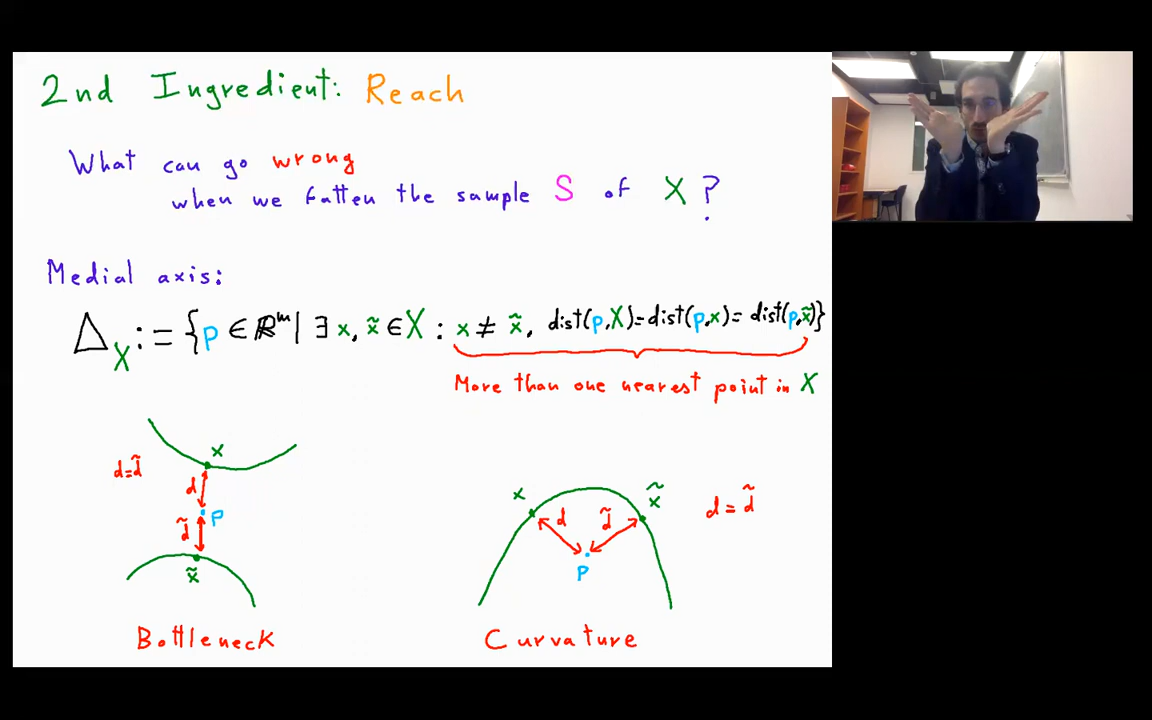 2nd Ingredient: Reach
What can go wrong
when we fatten the sample S of X?
Medial axis:
Δ_X := {p ∈ ℝ^m | ∃ x, x̃ ∈ X : x ≠ x̃, dist(p,X)=dist(p,x)=dist(p,x̃)}
More than one nearest point in X
x
d=d̃
d
p
d̃
x̃
Bottleneck
x
x̃
d
d̃
d = d̃
p
Curvature